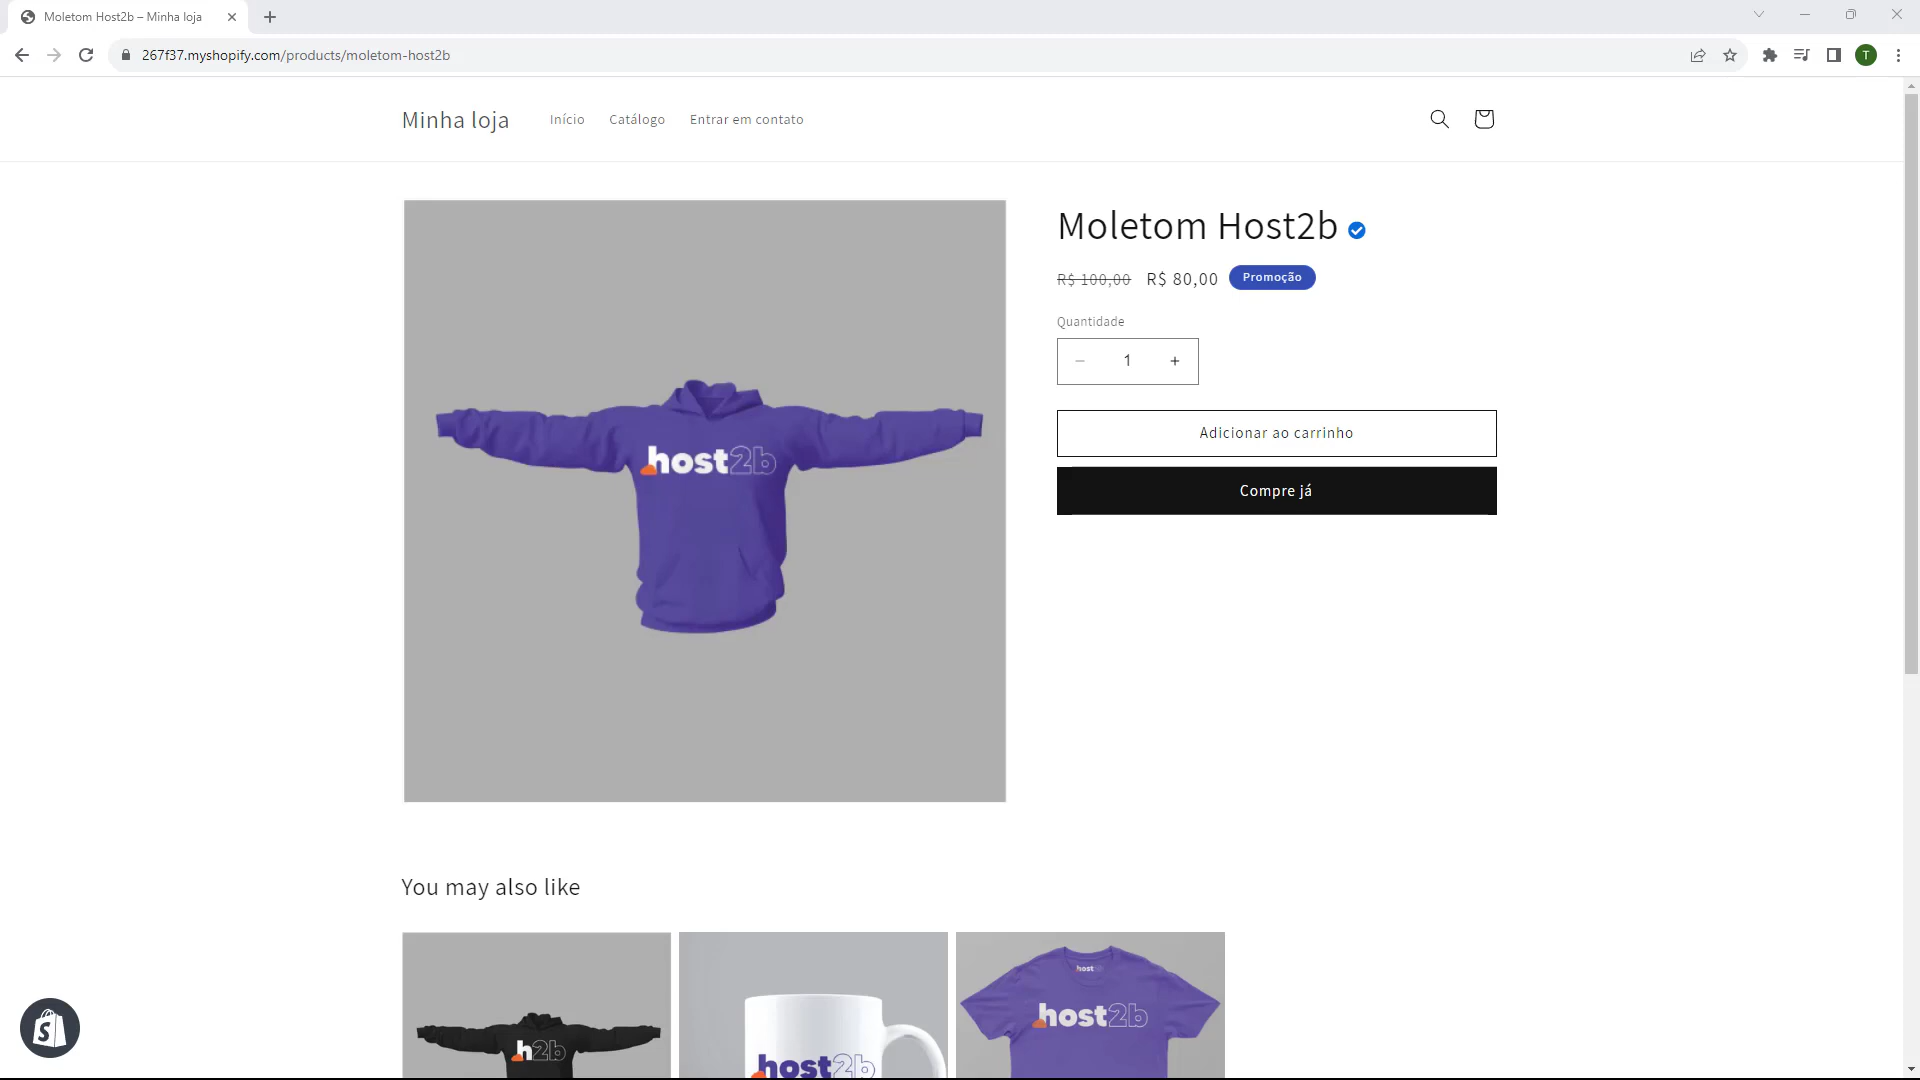 Moletom Host2b – Minha loja
267f37.myshopify.com/products/moletom-host2b
T
Minha loja
Início
Catálogo
Entrar em contato
host2b
Moletom Host2b
R$ 100,00 R$ 80,00 Promoção
Quantidade
1
Adicionar ao carrinho
Compre já
You may also like
h2b
host2b
host2b
host2b
S